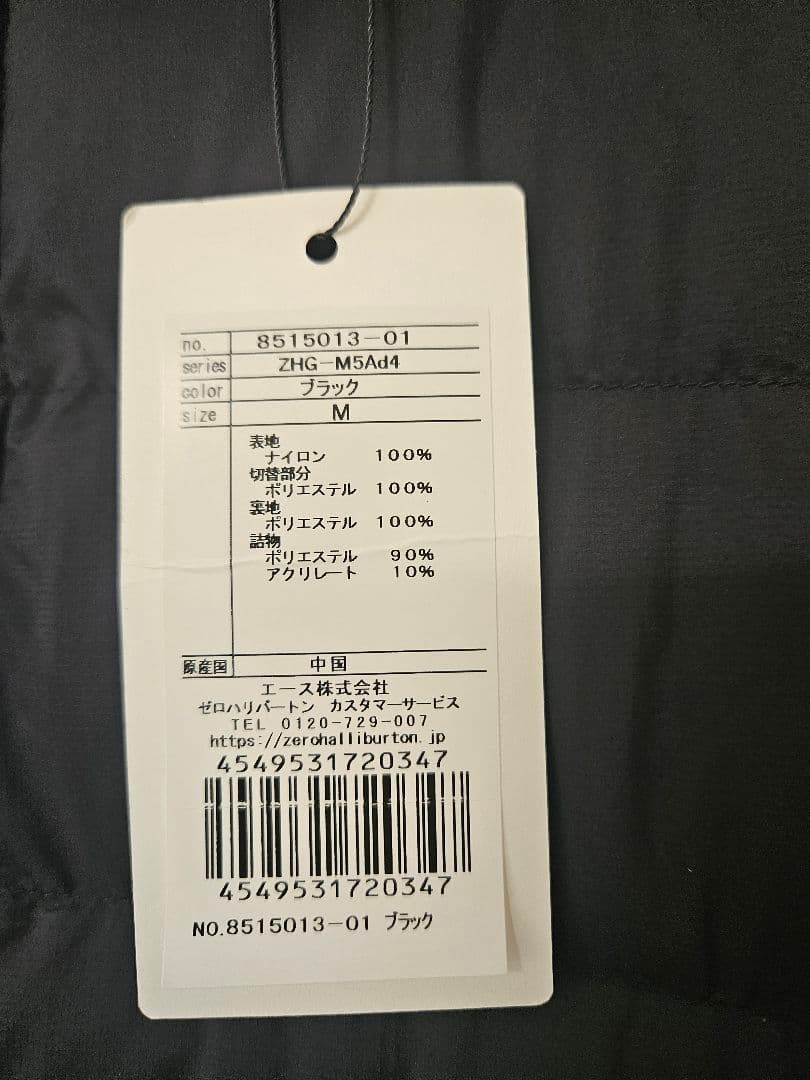 no. 8515013-01
series ZHG-M5Ad4
color ブラック
size M
表地
ナイロン 100%
切替部分
ポリエステル 100%
裏地
ポリエステル 100%
詰物
ポリエステル 90%
アクリレート 10%
原産国 中国
エース株式会社
ゼロハリバートン カスタマーサービス
TEL 0120-729-007
https://zerohalliburton.jp
4549531720347
4549531720347
NO.8515013-01 ブラック